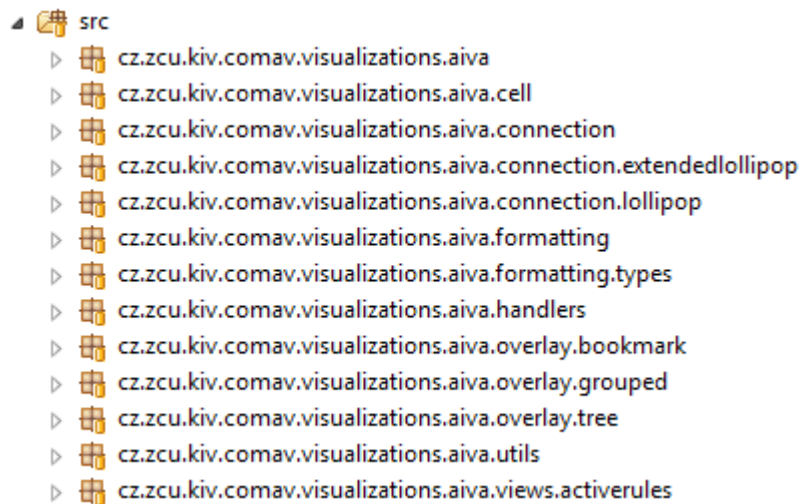 src
cz.zcu.kiv.comav.visualizations.aiva
cz.zcu.kiv.comav.visualizations.aiva.cell
cz.zcu.kiv.comav.visualizations.aiva.connection
cz.zcu.kiv.comav.visualizations.aiva.connection.extendedlollipop
cz.zcu.kiv.comav.visualizations.aiva.connection.lollipop
cz.zcu.kiv.comav.visualizations.aiva.formatting
cz.zcu.kiv.comav.visualizations.aiva.formatting.types
cz.zcu.kiv.comav.visualizations.aiva.handlers
cz.zcu.kiv.comav.visualizations.aiva.overlay.bookmark
cz.zcu.kiv.comav.visualizations.aiva.overlay.grouped
cz.zcu.kiv.comav.visualizations.aiva.overlay.tree
cz.zcu.kiv.comav.visualizations.aiva.utils
cz.zcu.kiv.comav.visualizations.aiva.views.activerules